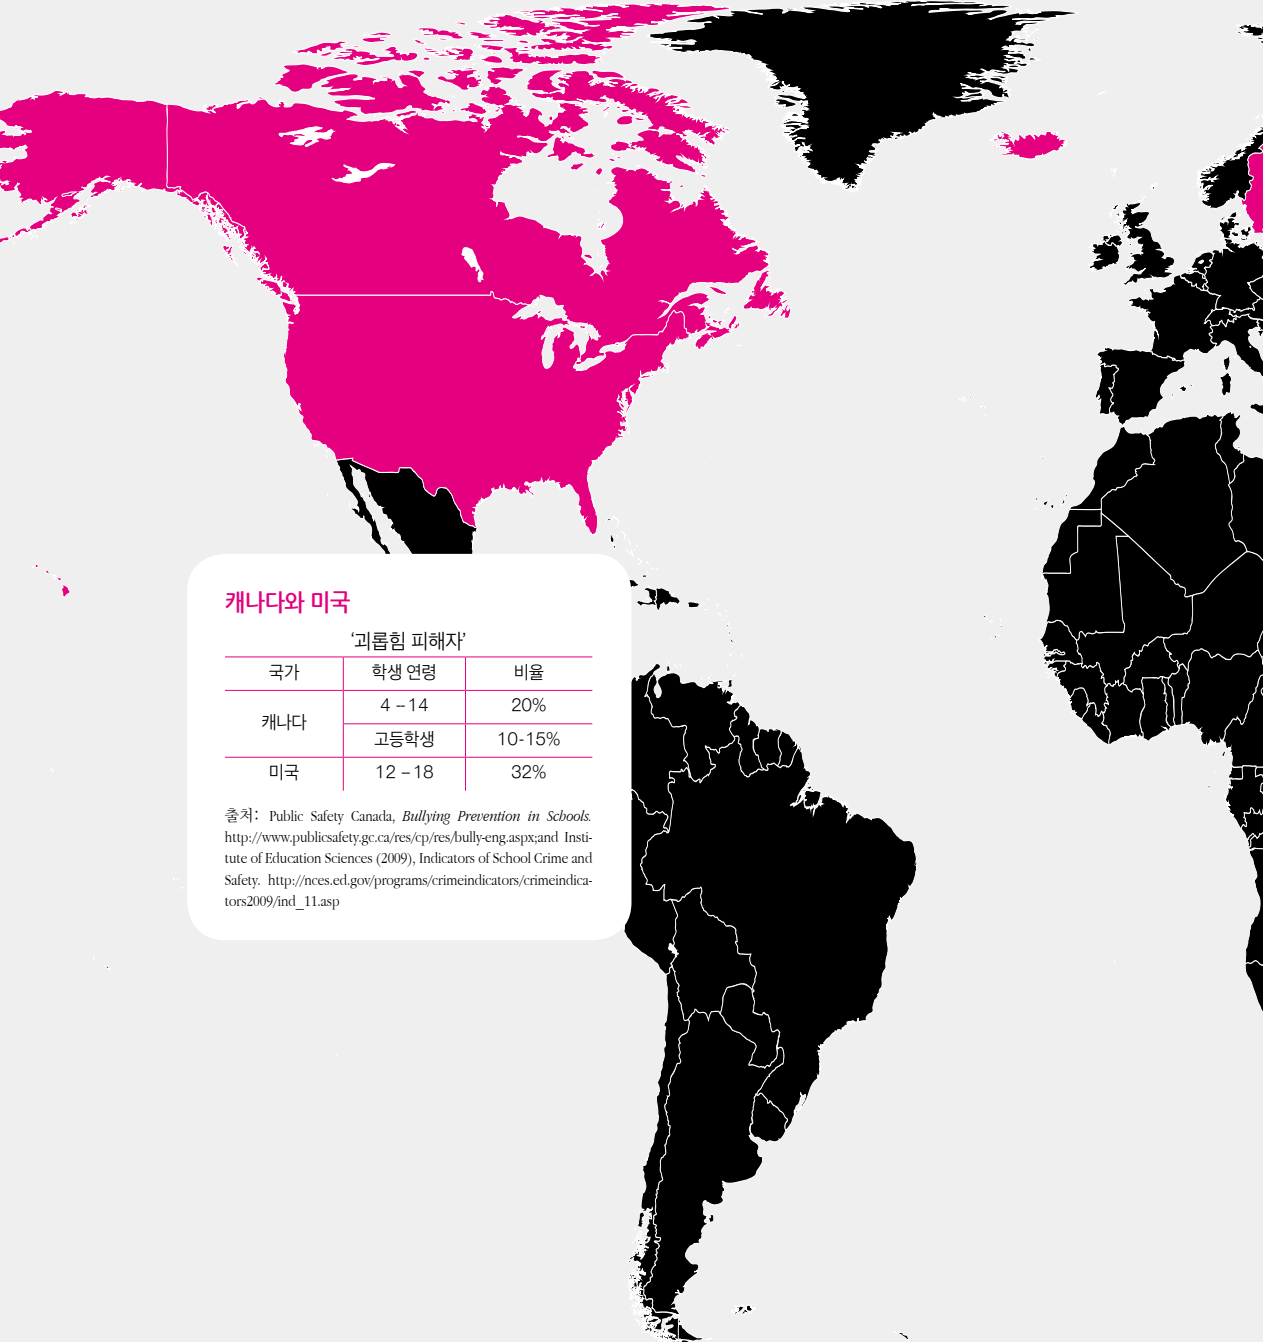 캐나다와 미국
‘괴롭힘 피해자’
국가 학생 연령 비율
캐나다 4 –14 20%
고등학생 10-15%
미국 12 –18 32%
출처: Public Safety Canada, Bullying Prevention in Schools.
http://www.publicsafety.gc.ca/res/cp/res/bully-eng.aspx;and Insti-
tute of Education Sciences (2009), Indicators of School Crime and
Safety. http://nces.ed.gov/programs/crimeindicators/crimeindica-
tors2009/ind_11.asp